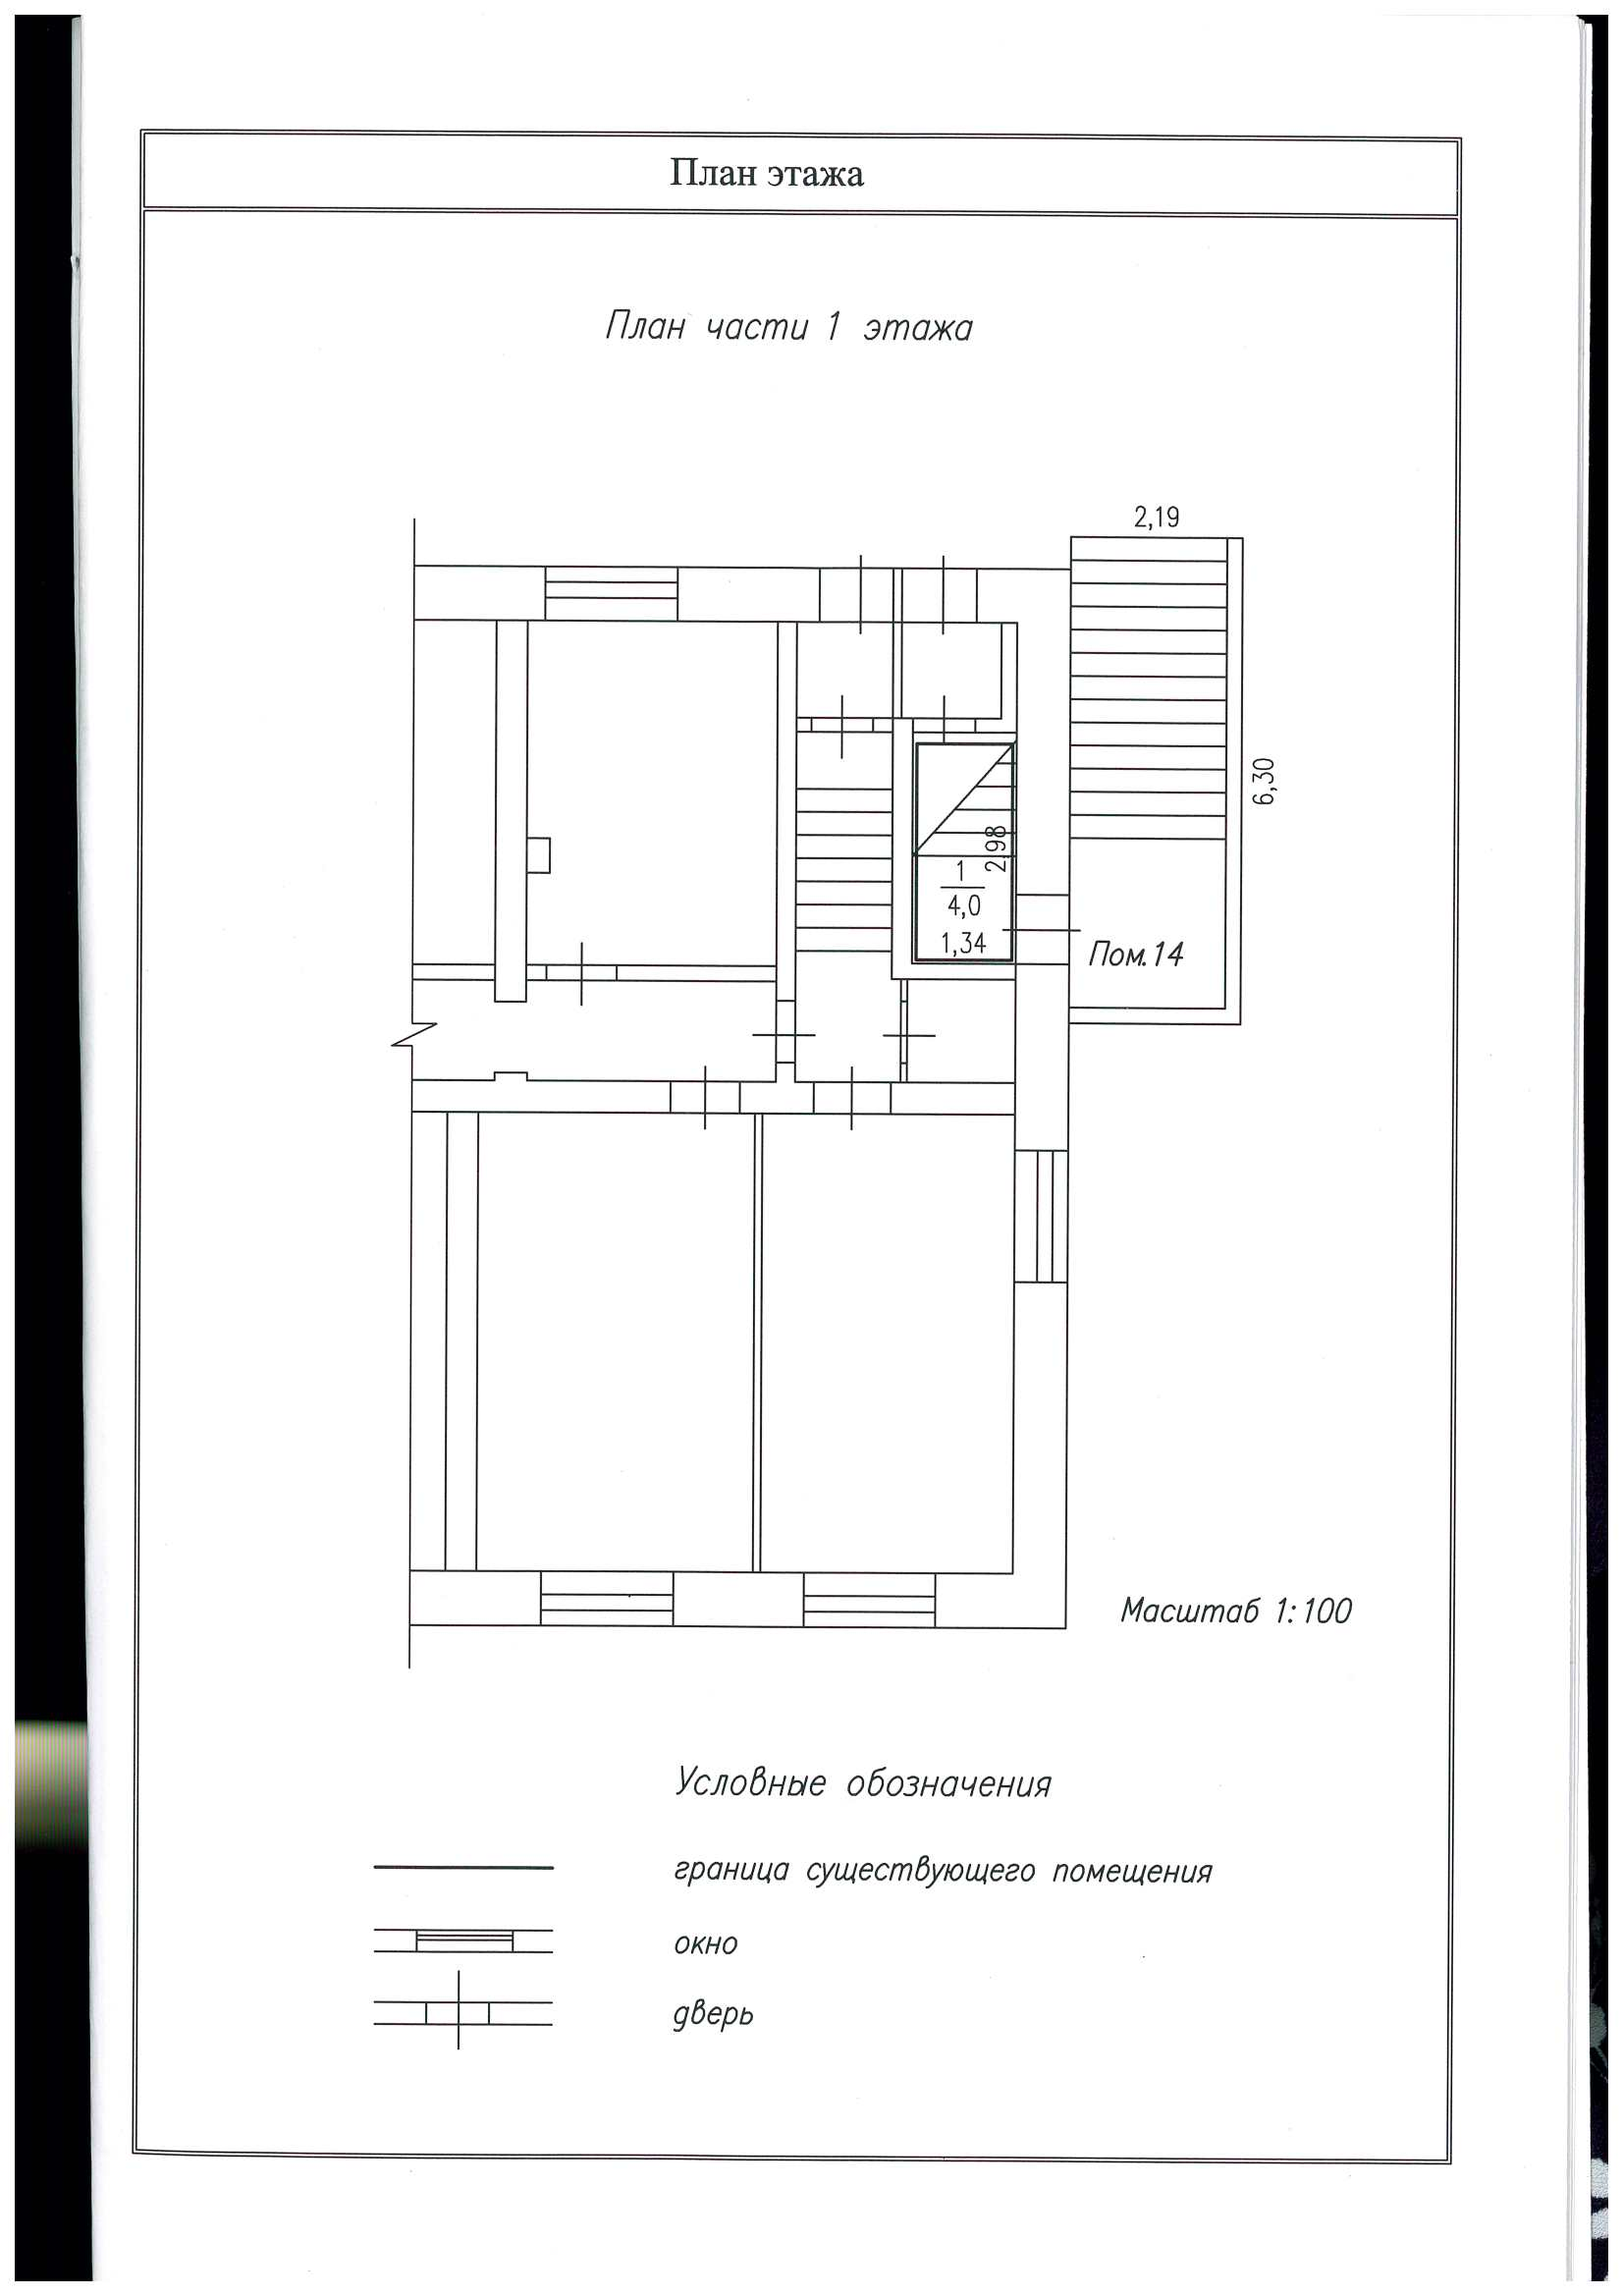 План этажа
План части 1 этажа
2,19
6,30
2,98
1
4,0
1,34
Пом.14
Масштаб 1:100
Условные обозначения
граница существующего помещения
окно
дверь